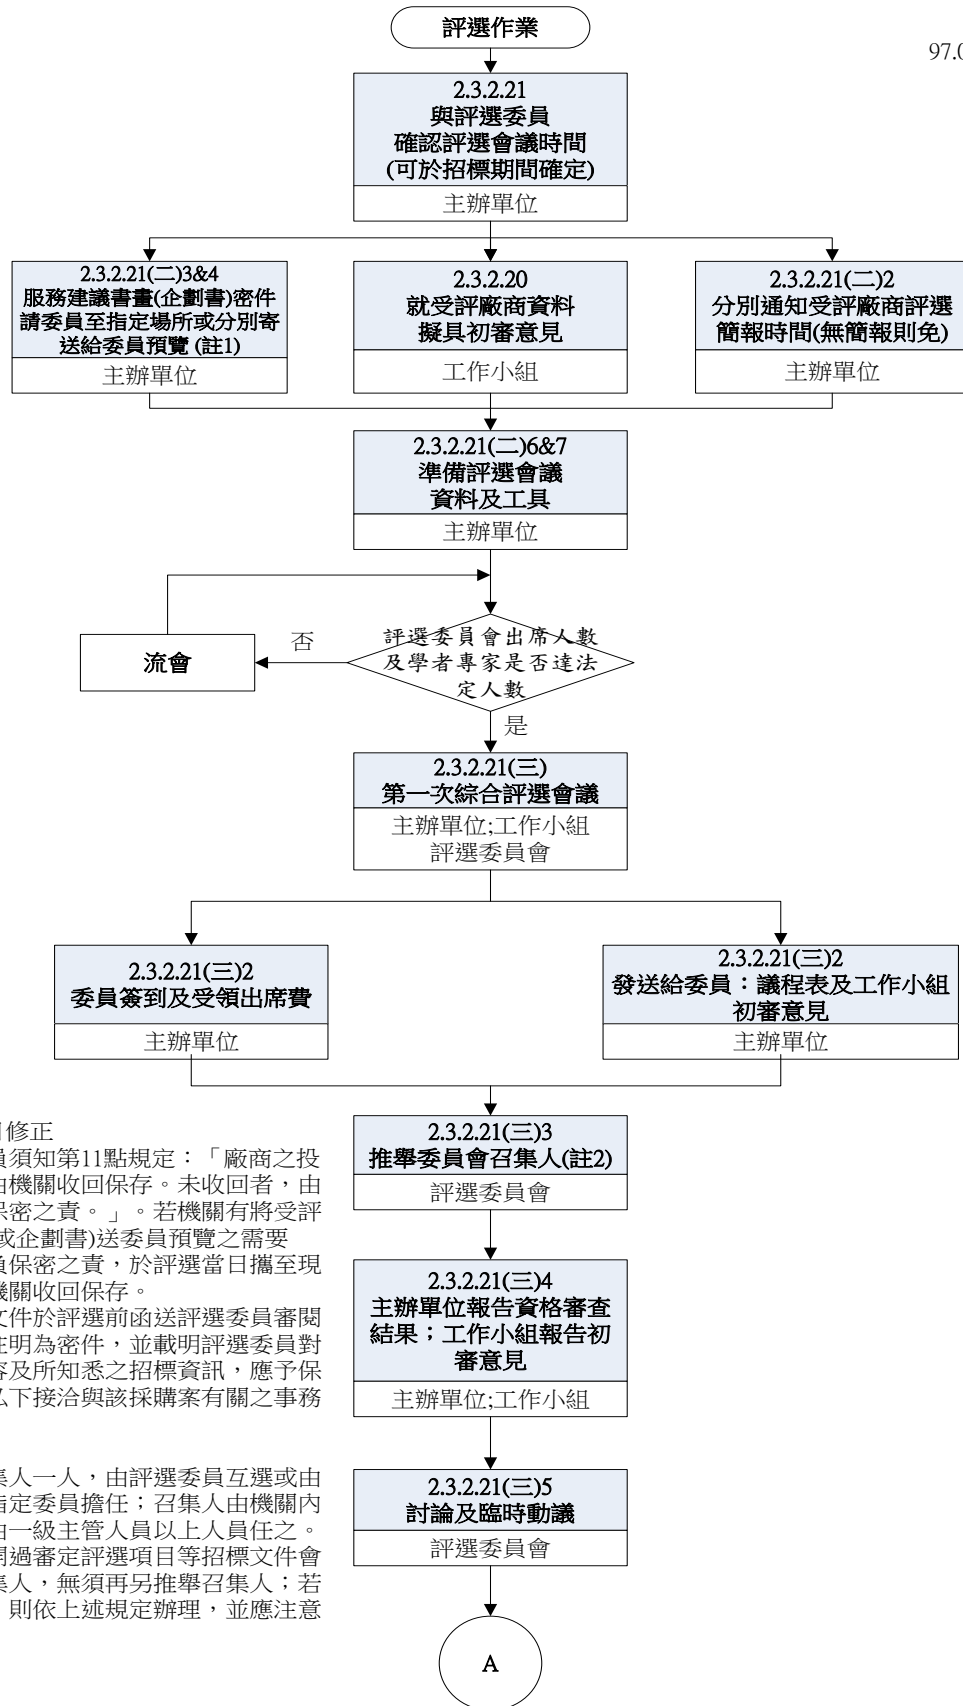 評選作業
97.0
2.3.2.21
與評選委員
確認評選會議時間
(可於招標期間確定)
主辦單位
2.3.2.21(二)3&4
服務建議書畫(企劃書)密件
請委員至指定場所或分別寄
送給委員預覽 (註1)
主辦單位
2.3.2.20
就受評廠商資料
擬具初審意見
工作小組
2.3.2.21(二)2
分別通知受評廠商評選
簡報時間(無簡報則免)
主辦單位
2.3.2.21(二)6&7
準備評選會議
資料及工具
主辦單位
評選委員會出席人數
及學者專家是否達法
定人數
否
流會
是
2.3.2.21(三)
第一次綜合評選會議
主辦單位;工作小組
評選委員會
2.3.2.21(三)2
委員簽到及受領出席費
主辦單位
2.3.2.21(三)2
發送給委員：議程表及工作小組
初審意見
主辦單位
2.3.2.21(三)3
推舉委員會召集人(註2)
評選委員會
2.3.2.21(三)4
主辦單位報告資格審查
結果；工作小組報告初
審意見
主辦單位;工作小組
2.3.2.21(三)5
討論及臨時動議
評選委員會
A
修正
員須知第11點規定：「廠商之投
由機關收回保存。未收回者，由
保密之責。」。若機關有將受評
或企劃書)送委員預覽之需要
負保密之責，於評選當日攜至現
機關收回保存。
文件於評選前函送評選委員審閱
註明為密件，並載明評選委員對
容及所知悉之招標資訊，應予保
私下接洽與該採購案有關之事務
集人一人，由評選委員互選或由
指定委員擔任；召集人由機關內
由一級主管人員以上人員任之。
開過審定評選項目等招標文件會
集人，無須再另推舉召集人；若
則依上述規定辦理，並應注意